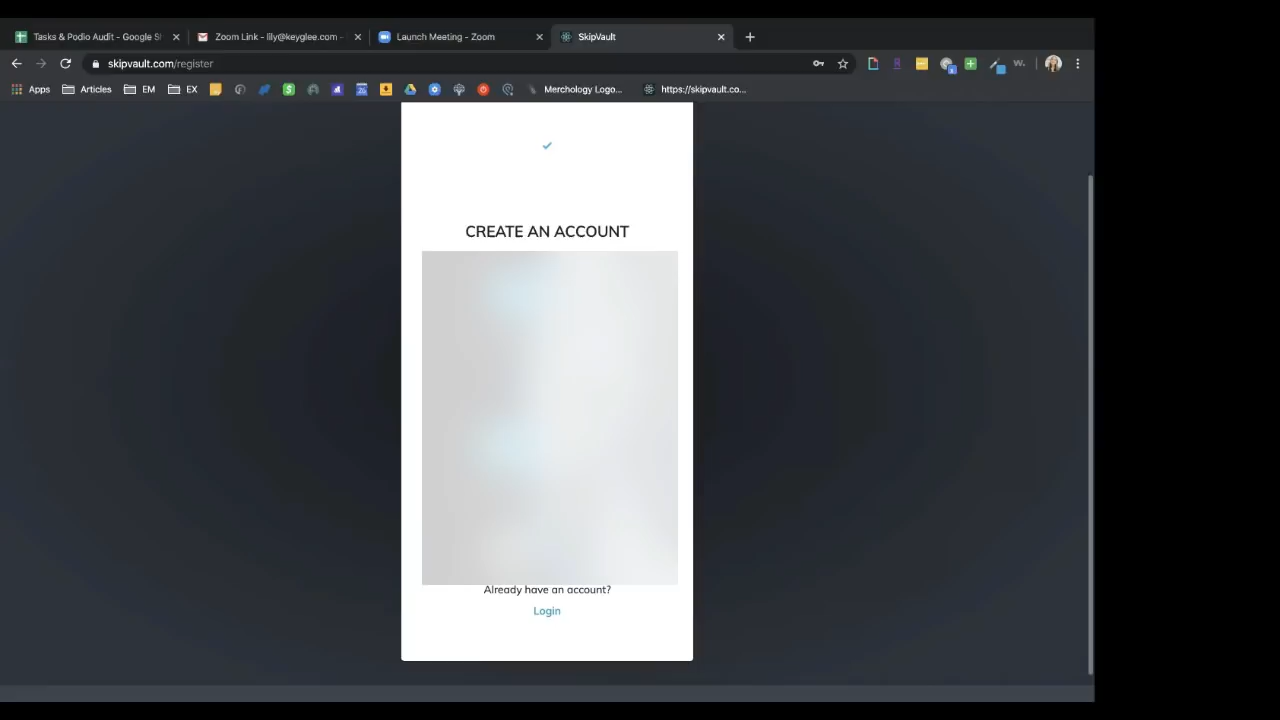 Tasks & Podio Audit - Google S
Zoom Link - lily@keyglee.com -
Launch Meeting - Zoom
SkipVault
skipvault.com/register
Apps
Articles
EM
EX
Merchology Logo...
https://skipvault.co...
CREATE AN ACCOUNT
Already have an account?
Login